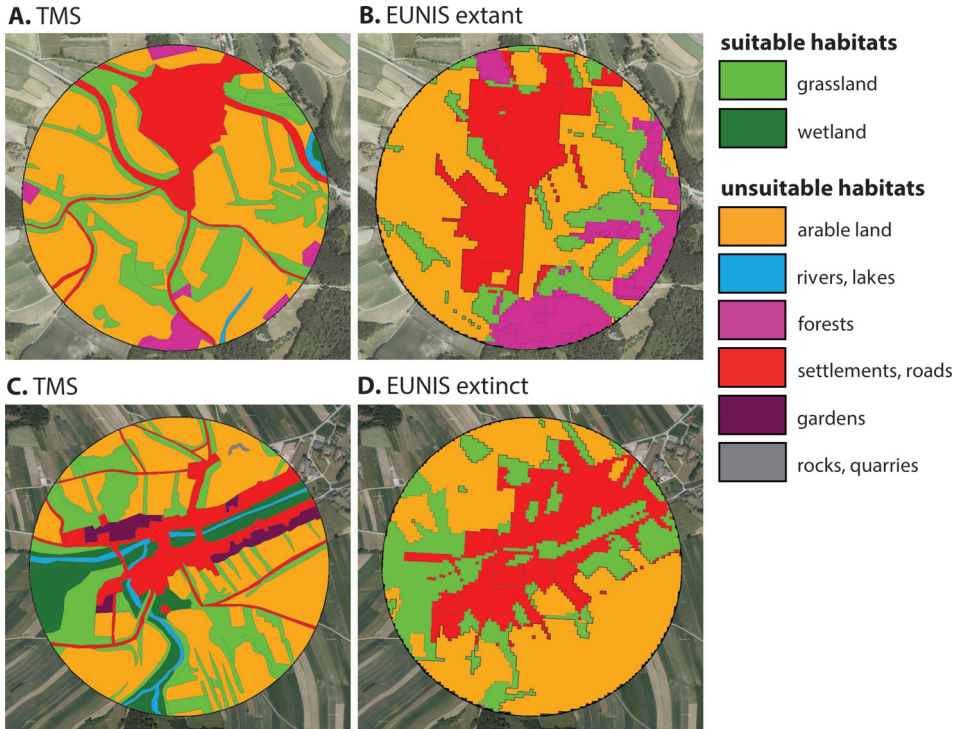 A. TMS
B. EUNIS extant
C. TMS
D. EUNIS extinct
suitable habitats
grassland
wetland
unsuitable habitats
arable land
rivers, lakes
forests
settlements, roads
gardens
rocks, quarries